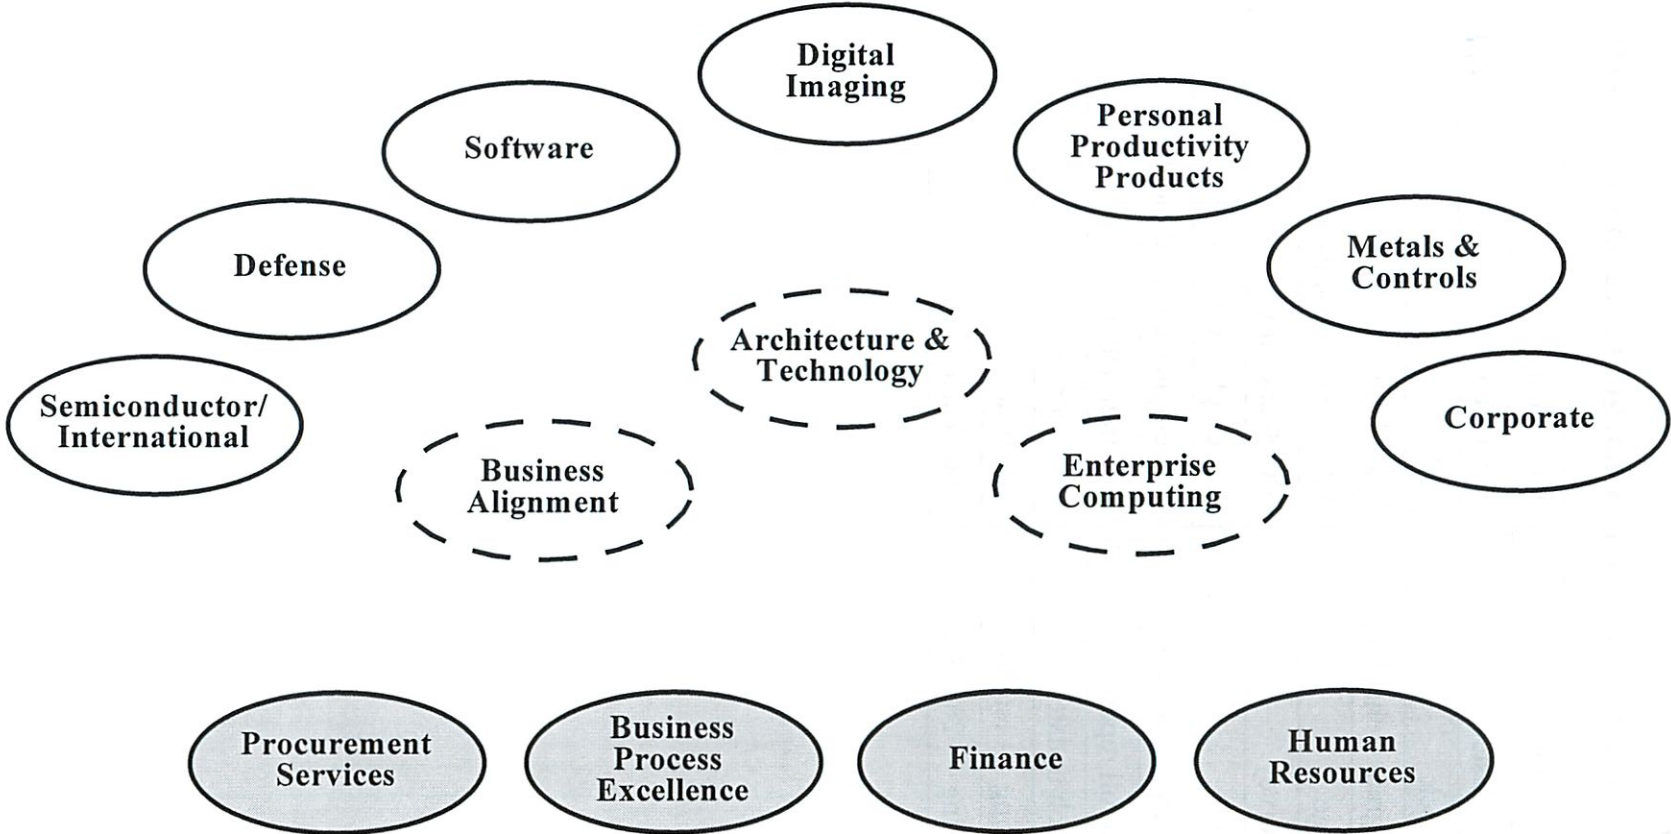 Digital
Imaging
Software
Personal
Productivity
Products
Defense
Metals &
Controls
Architecture &
Technology
Semiconductor/
International
Corporate
Business
Alignment
Enterprise
Computing
Procurement
Services
Business
Process
Excellence
Finance
Human
Resources